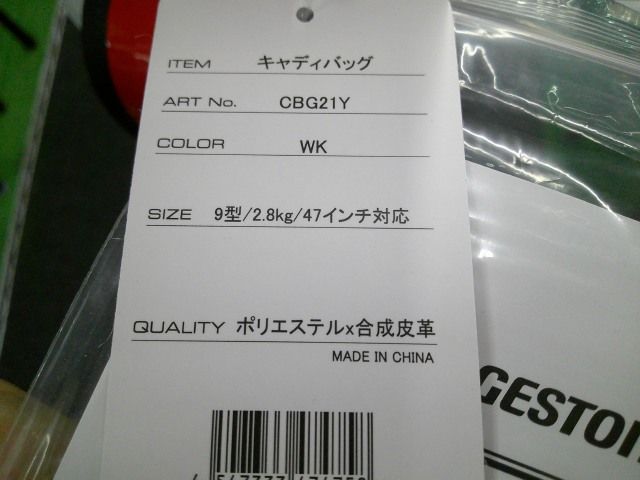 ITEM キャディバッグ
ART No. CBG21Y
COLOR WK
SIZE 9型/2.8kg/47インチ対応
QUALITY ポリエステルx合成皮革
MADE IN CHINA
GESTON